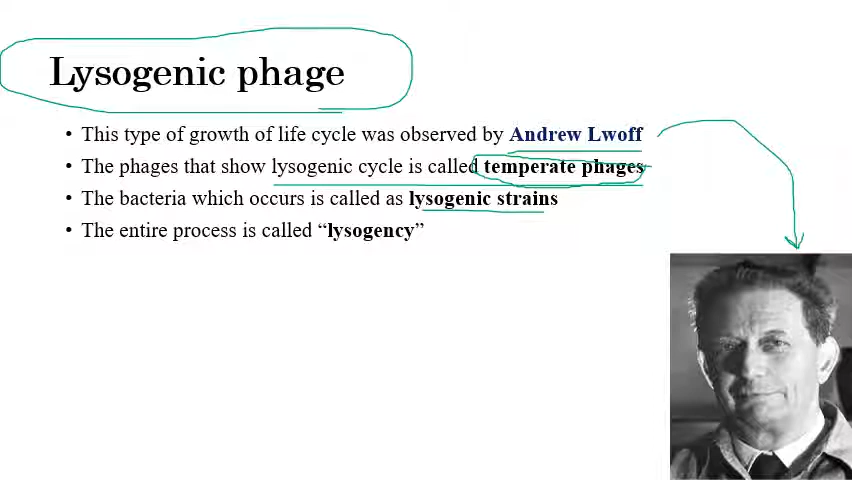 Lysogenic phage
• This type of growth of life cycle was observed by Andrew Lwoff
• The phages that show lysogenic cycle is called temperate phages
• The bacteria which occurs is called as lysogenic strains
• The entire process is called “lysogency”